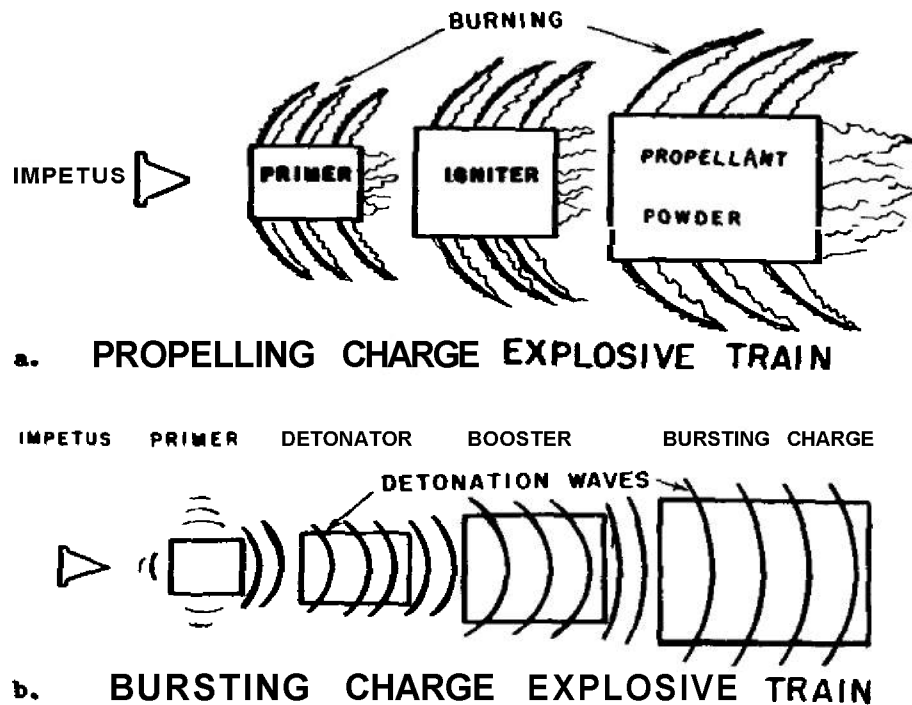 BURNING
IMPETUS PRIMER IGNITER PROPELLANT
POWDER
a. PROPELLING CHARGE EXPLOSIVE TRAIN
IMPETUS PRIMER DETONATOR BOOSTER BURSTING CHARGE
DETONATION WAVES
b. BURSTING CHARGE EXPLOSIVE TRAIN